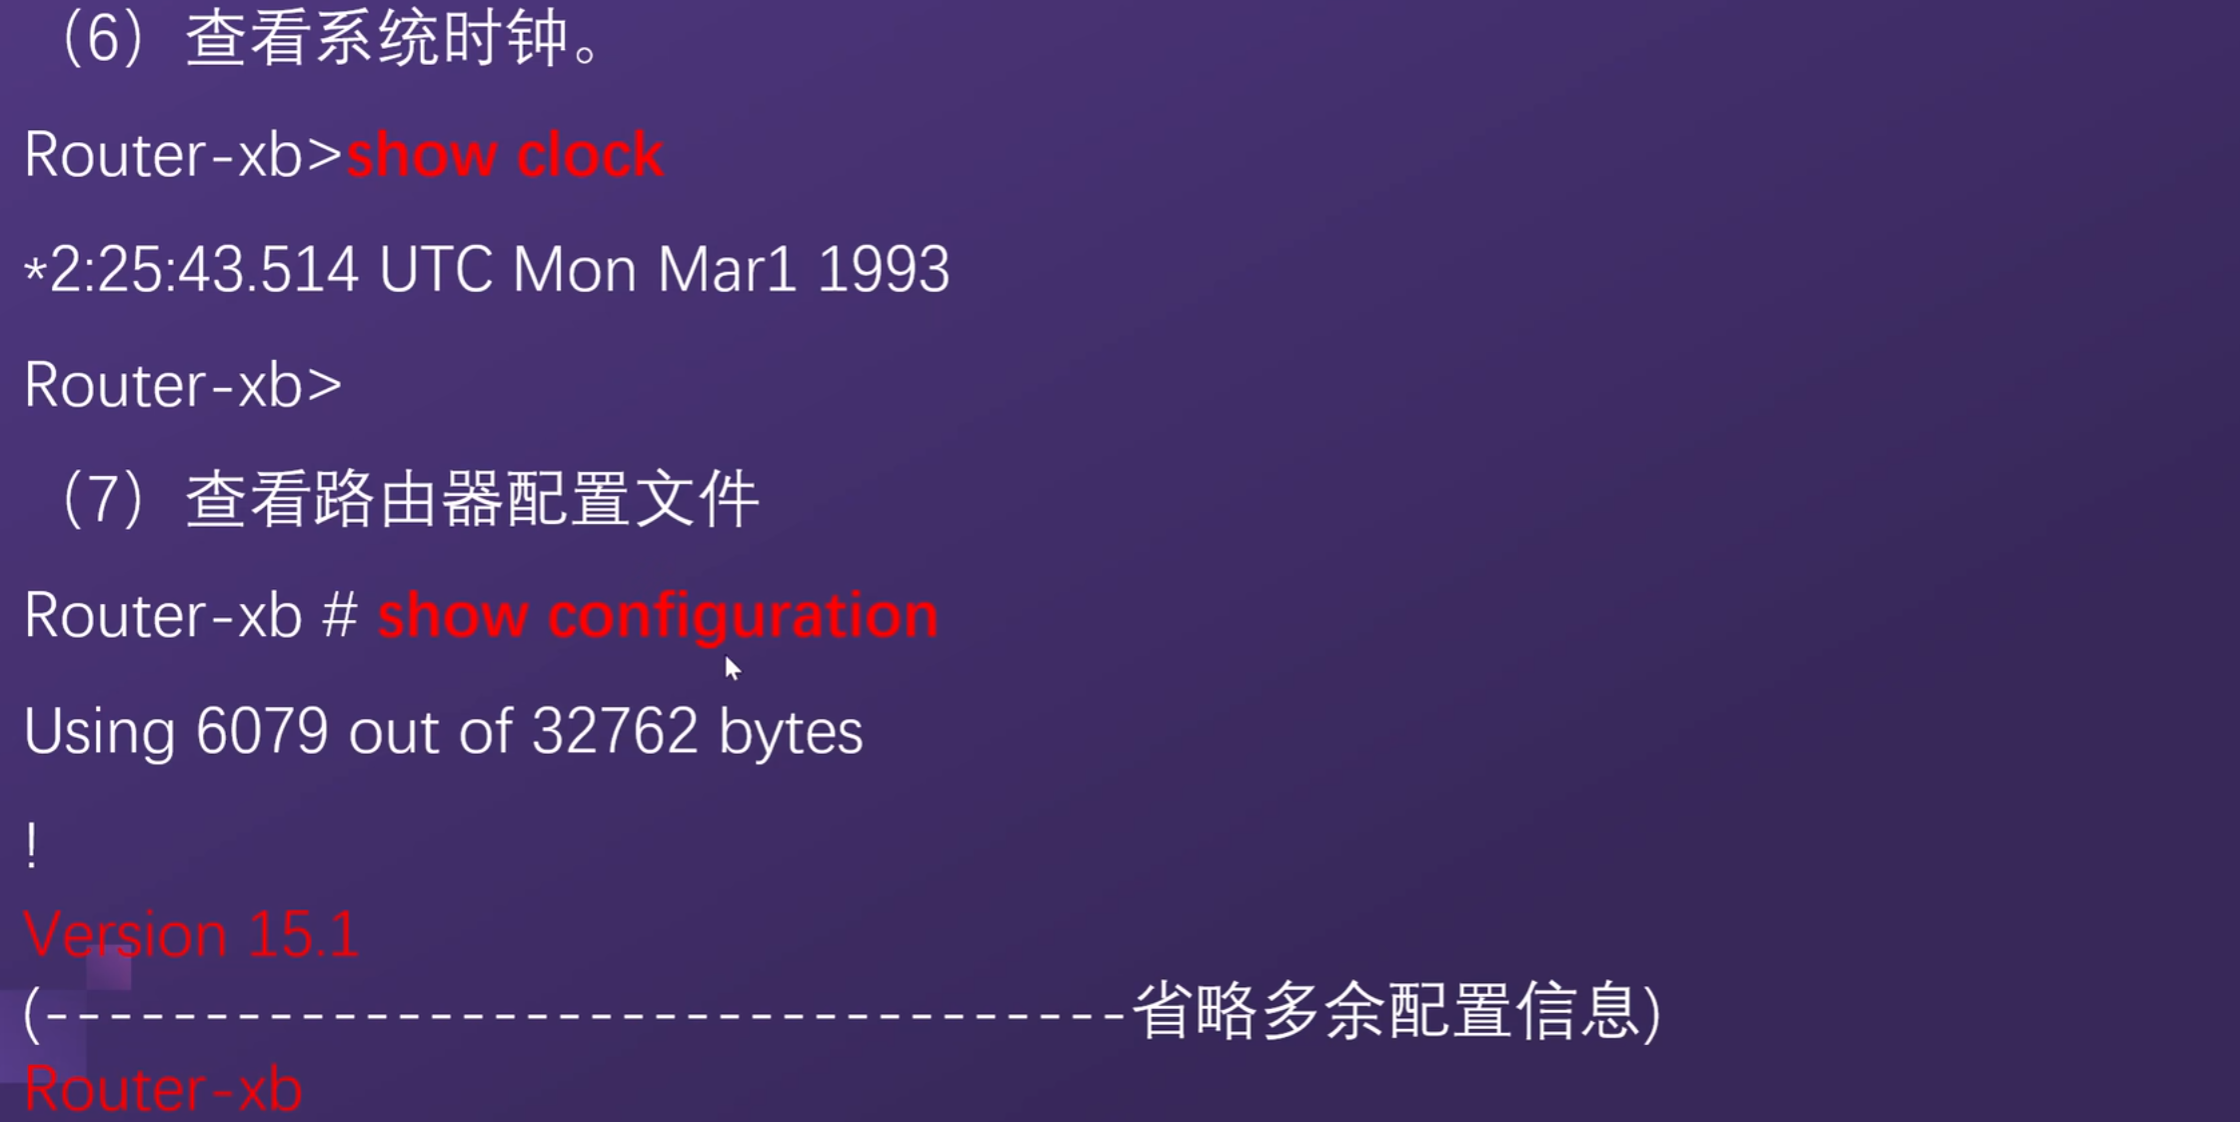 （6）查看系统时钟。
Router-xb>show clock
*2:25:43.514 UTC Mon Mar1 1993
Router-xb>
（7）查看路由器配置文件
Router-xb # show configuration
Using 6079 out of 32762 bytes
!
Version 15.1
(----------------------------------省略多余配置信息)
Router-xb